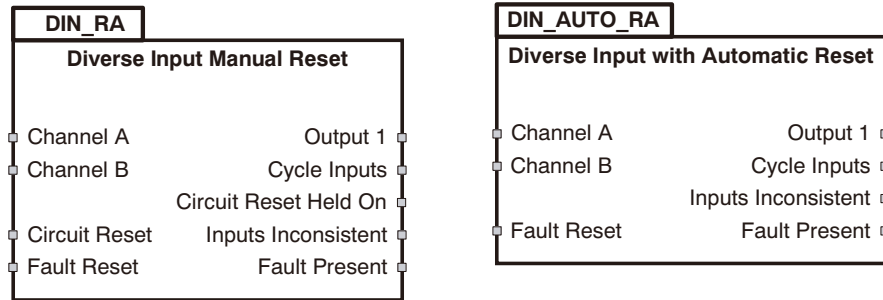 DIN_RA
Diverse Input Manual Reset
Channel A Output 1
Channel B Cycle Inputs
Circuit Reset Held On
Circuit Reset Inputs Inconsistent
Fault Reset Fault Present
DIN_AUTO_RA
Diverse Input with Automatic Reset
Channel A Output 1
Channel B Cycle Inputs
Inputs Inconsistent
Fault Reset Fault Present